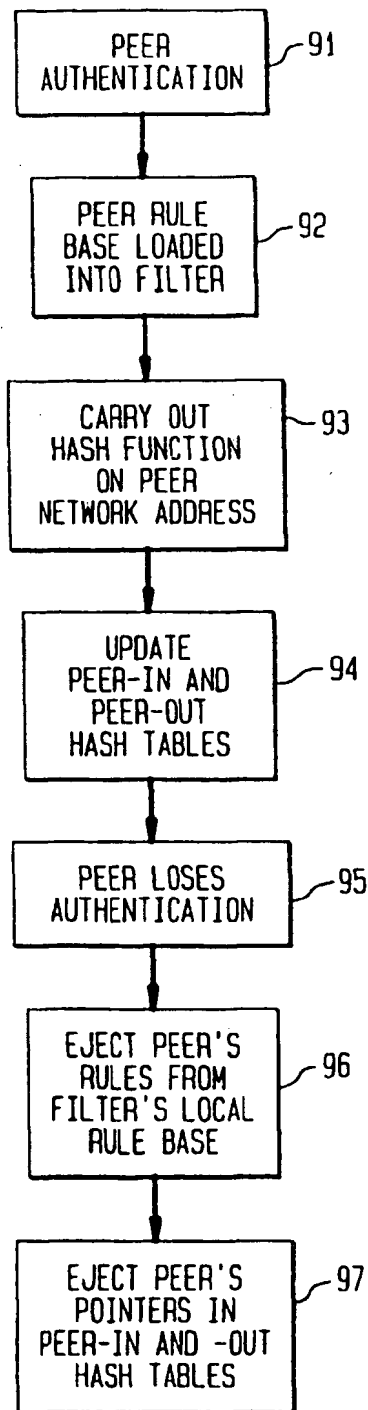 PEER
AUTHENTICATION
91
PEER RULE
BASE LOADED
INTO FILTER
92
CARRY OUT
HASH FUNCTION
ON PEER
NETWORK ADDRESS
93
UPDATE
PEER-IN AND
PEER-OUT
HASH TABLES
94
PEER LOSES
AUTHENTICATION
95
EJECT PEER'S
RULES FROM
FILTER'S LOCAL
RULE BASE
96
EJECT PEER'S
POINTERS IN
PEER-IN AND -OUT
HASH TABLES
97